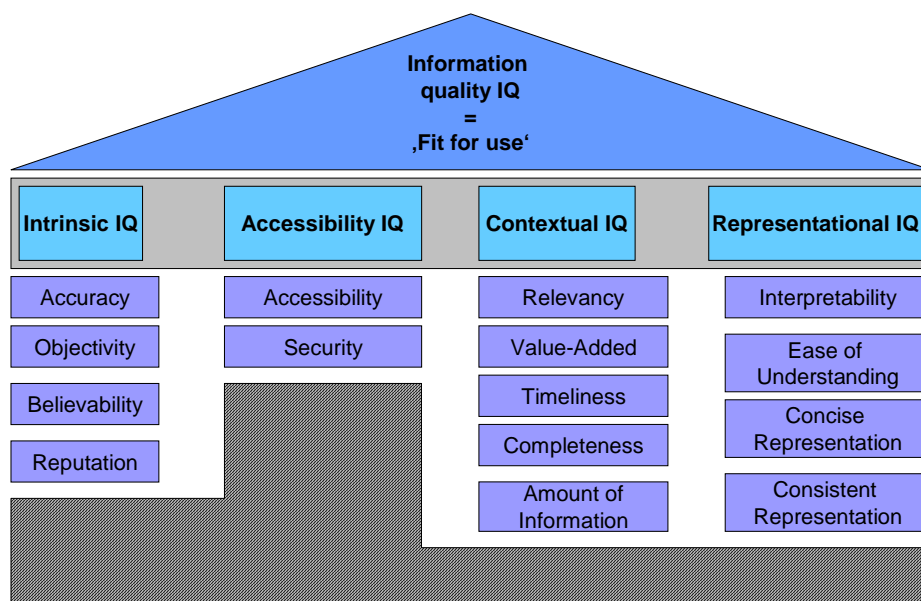 Information
quality IQ
=
‚Fit for use‘
Intrinsic IQ
Accessibility IQ
Contextual IQ
Representational IQ
Accuracy
Objectivity
Believability
Reputation
Accessibility
Security
Relevancy
Value-Added
Timeliness
Completeness
Amount of
Information
Interpretability
Ease of
Understanding
Concise
Representation
Consistent
Representation